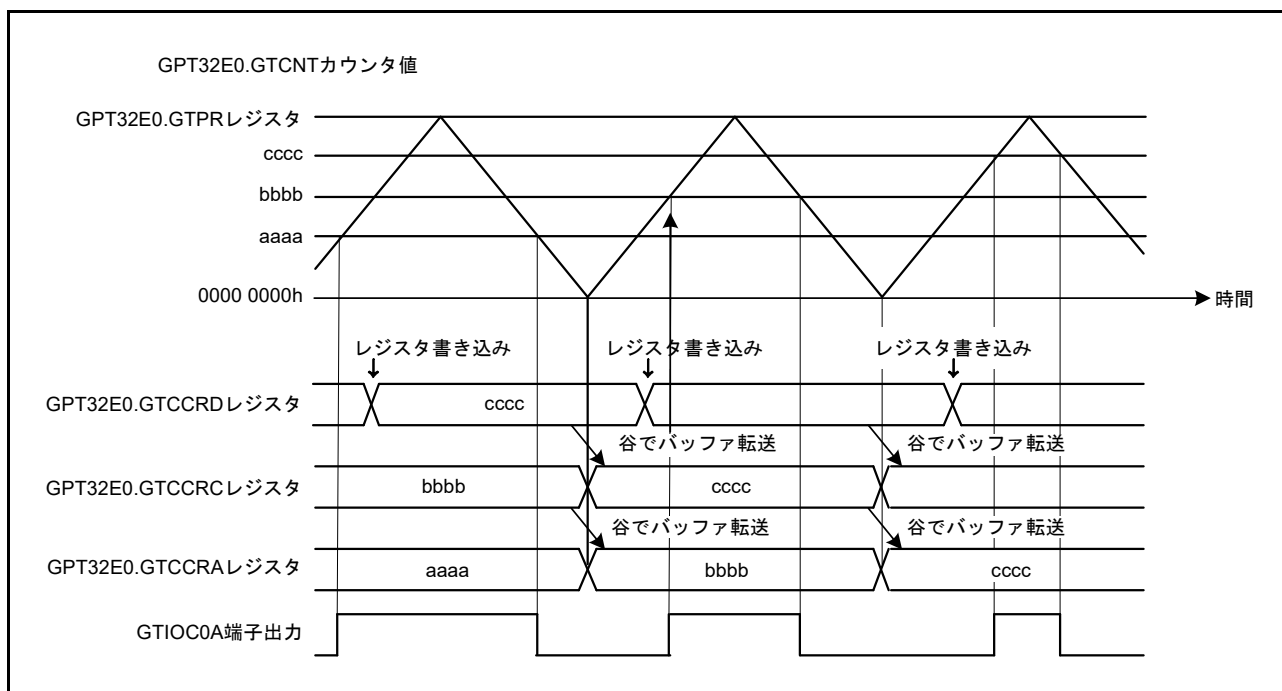 GPT32E0.GTCNTカウンタ値
GPT32E0.GTPRレジスタ
cccc
bbbb
aaaa
0000 0000h
時間
レジスタ書き込み レジスタ書き込み レジスタ書き込み
GPT32E0.GTCCRDレジスタ cccc
谷でバッファ転送 谷でバッファ転送
GPT32E0.GTCCRCレジスタ bbbb cccc
谷でバッファ転送 谷でバッファ転送
GPT32E0.GTCCRAレジスタ aaaa bbbb cccc
GTIOC0A端子出力